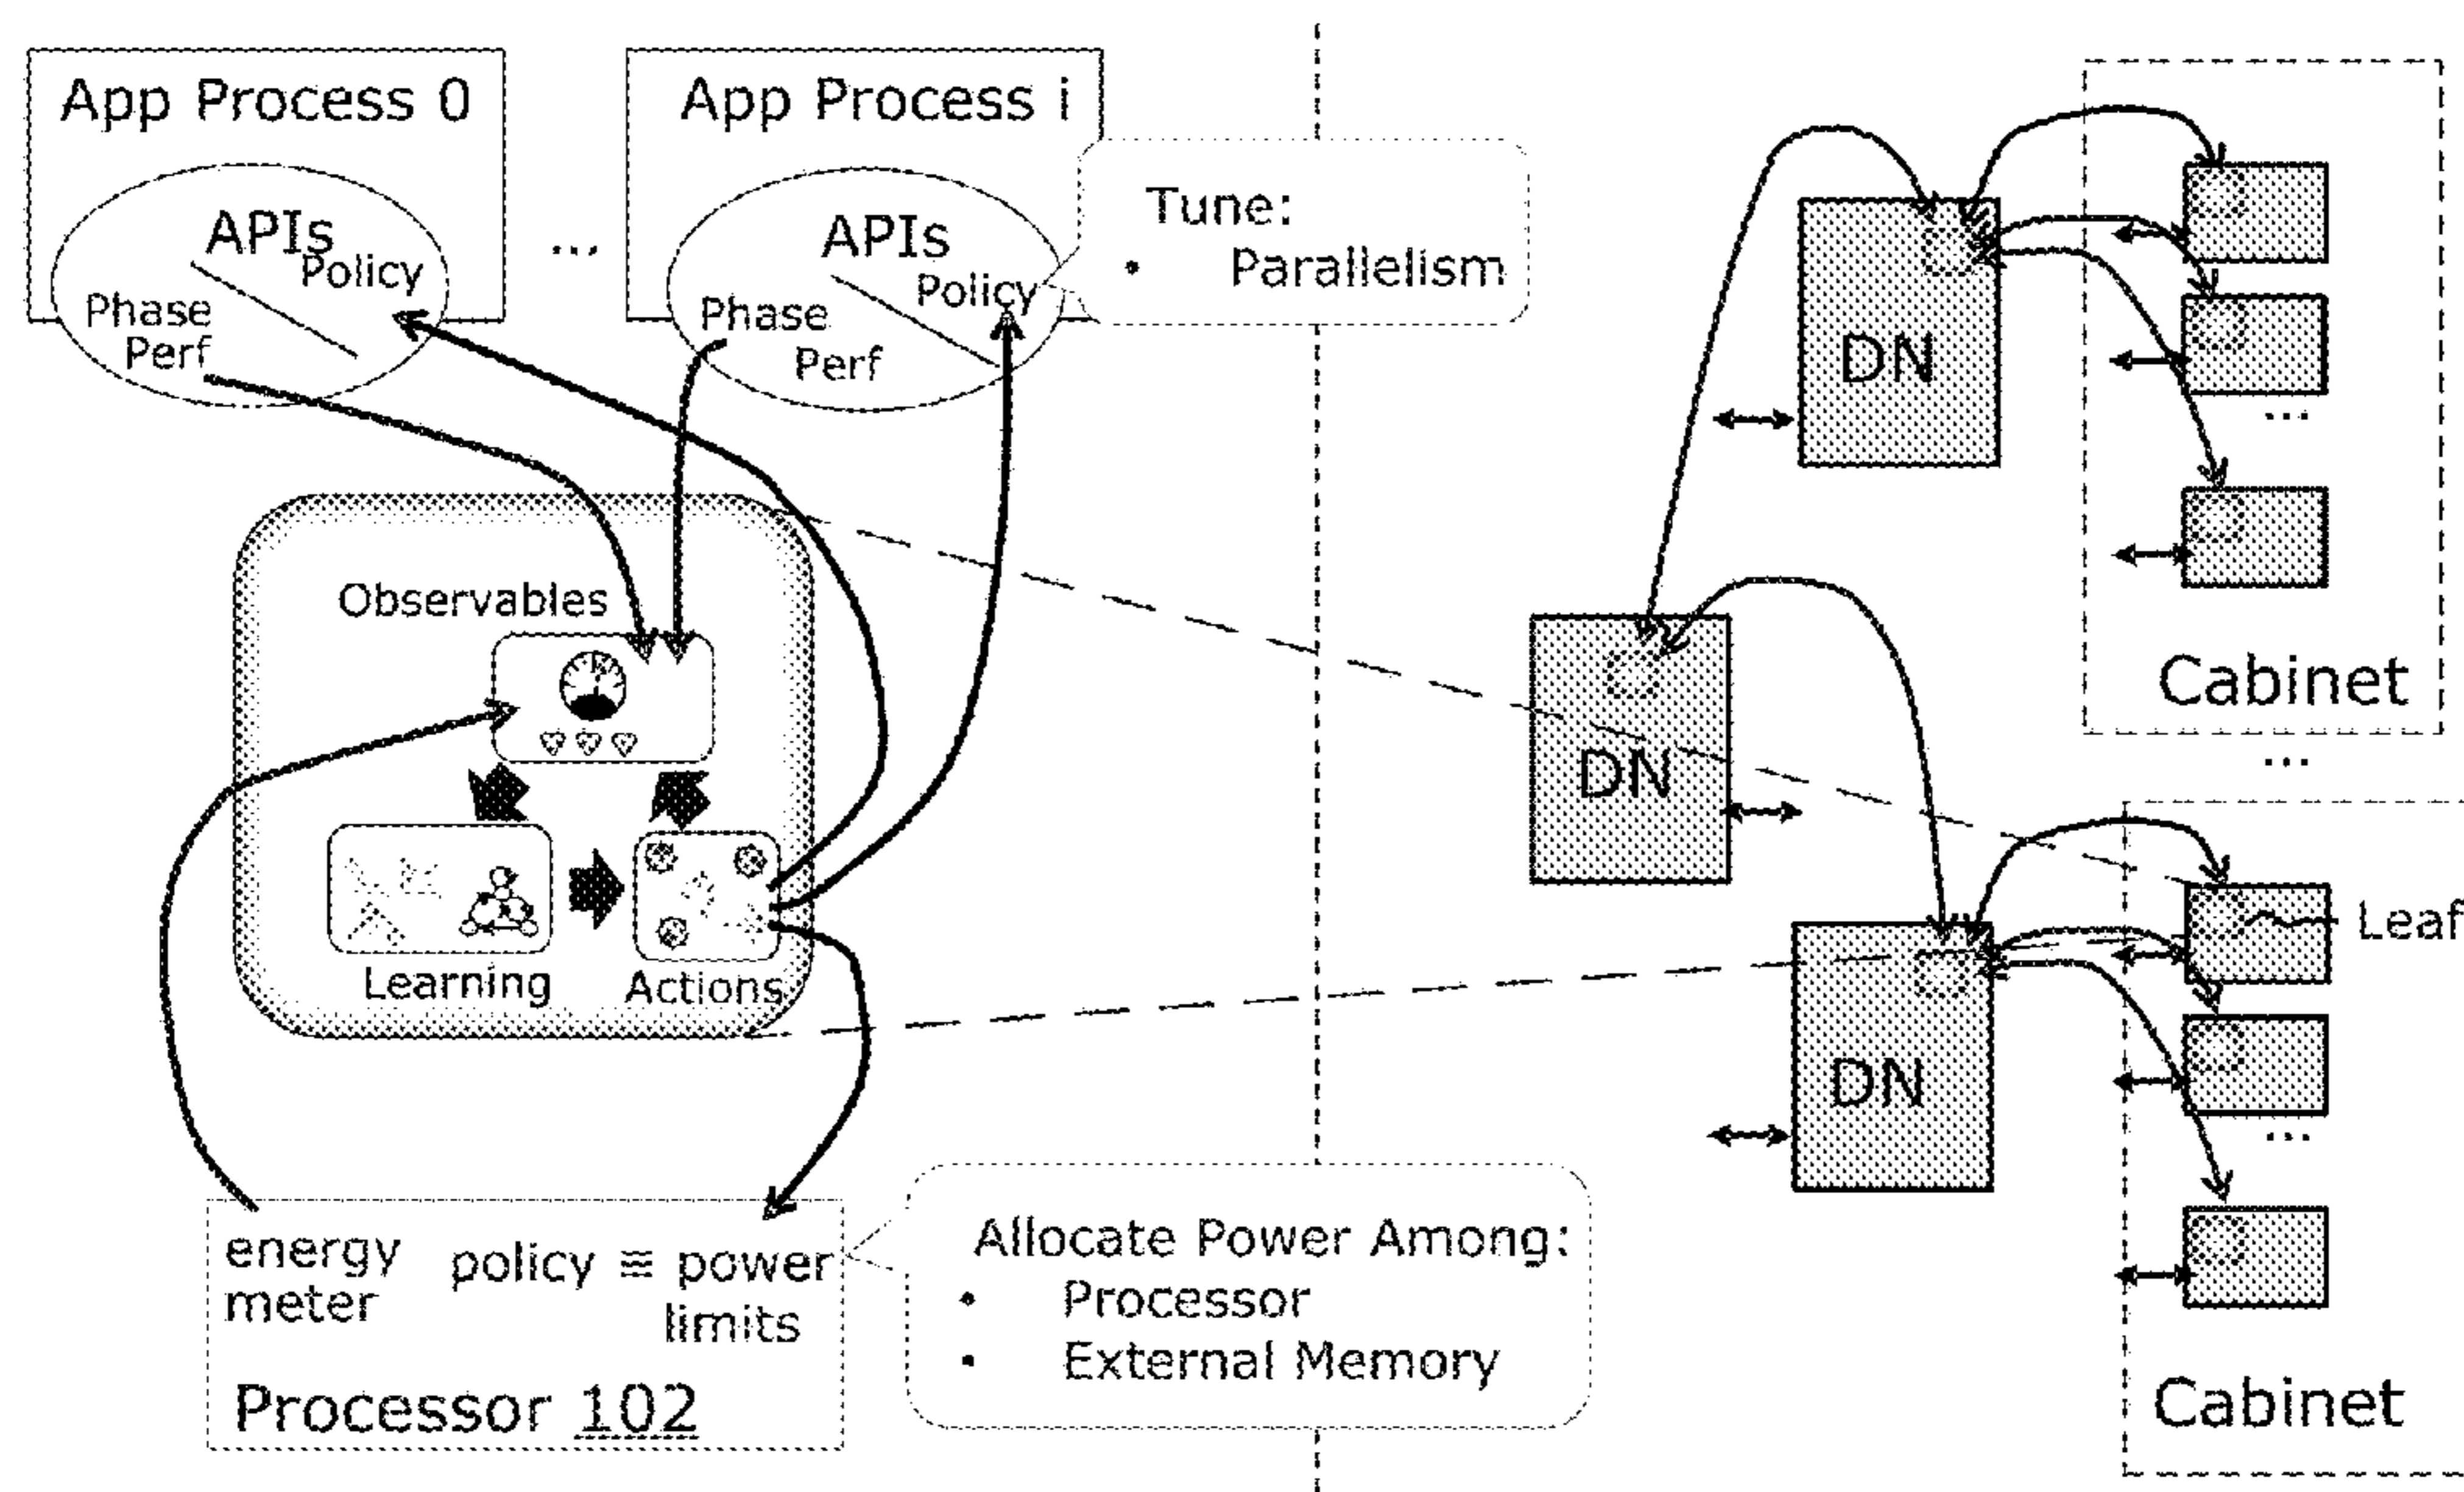 App Process 0
APIs
Policy
Phase
Perf
...
App Process i
APIs
Policy
Phase
Perf
Tune:
• Parallelism
Observables
Learning
Actions
energy
meter
policy ≡ power
limits
Processor 102
Allocate Power Among:
• Processor
• External Memory
DN
DN
DN
...
Cabinet
...
Leaf
...
Cabinet